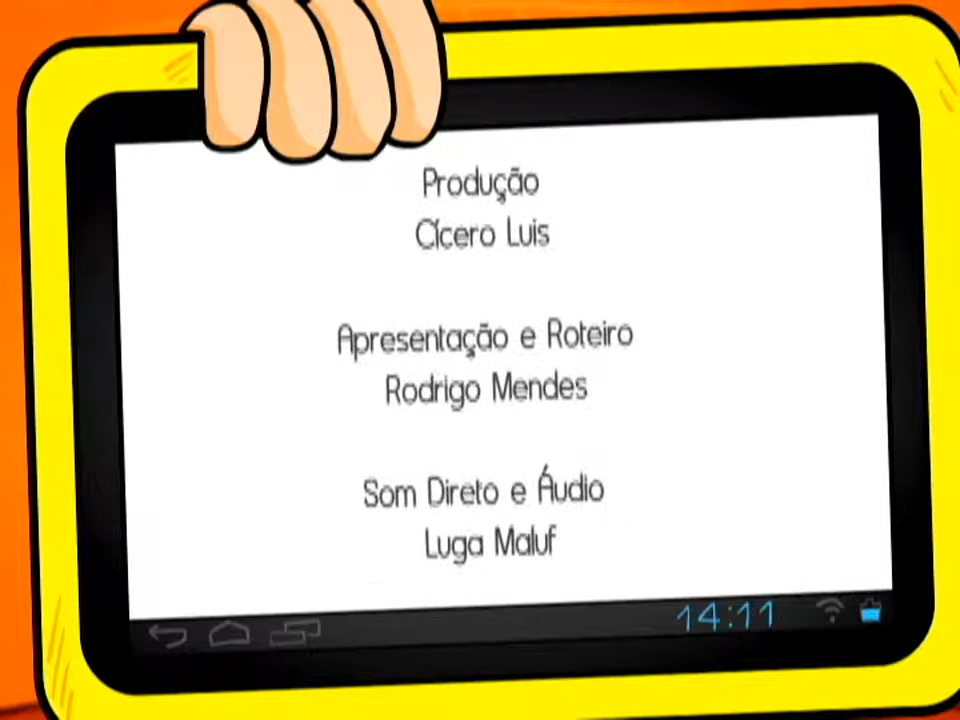 Produção
Cícero Luis
Apresentação e Roteiro
Rodrigo Mendes
Som Direto e Áudio
Luga Maluf
14:11